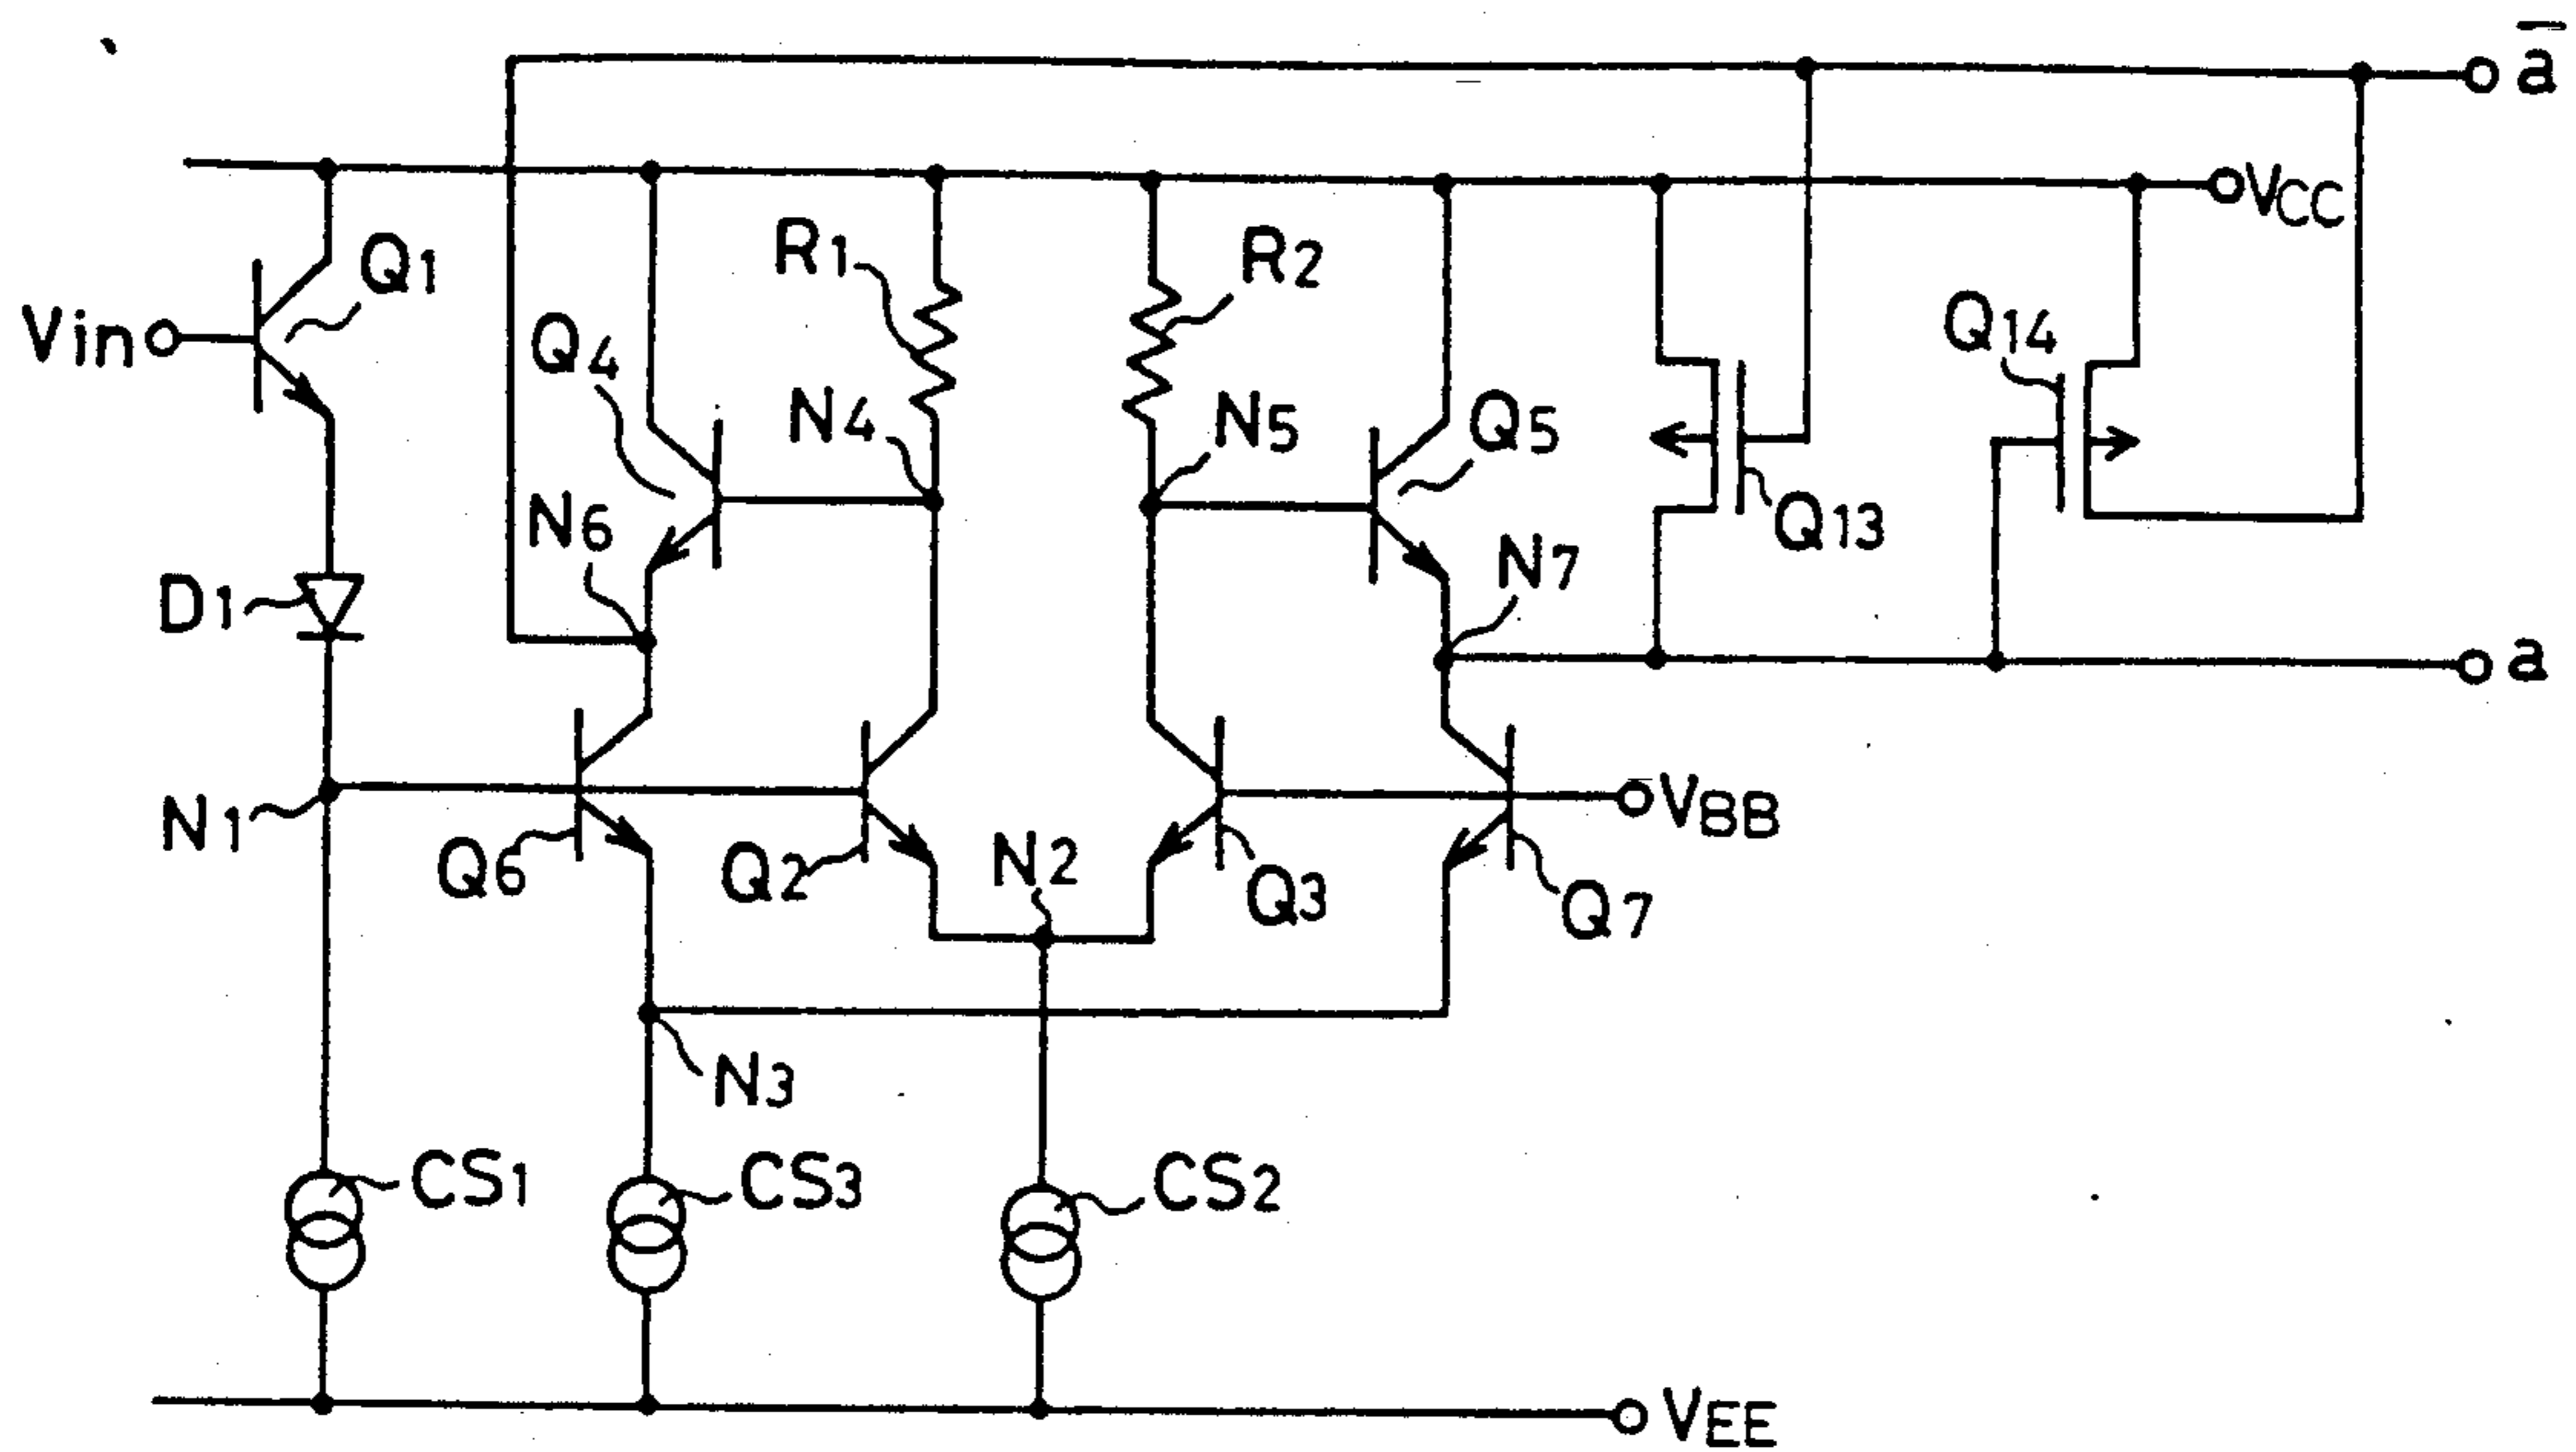 a̅
VCC
R1
R2
Q1
Vin
Q4
Q14
N4
N5
Q5
N6
Q13
N7
D1
a
N1
VBB
Q6
Q2
N2
Q3
Q7
N3
CS1
CS3
CS2
VEE